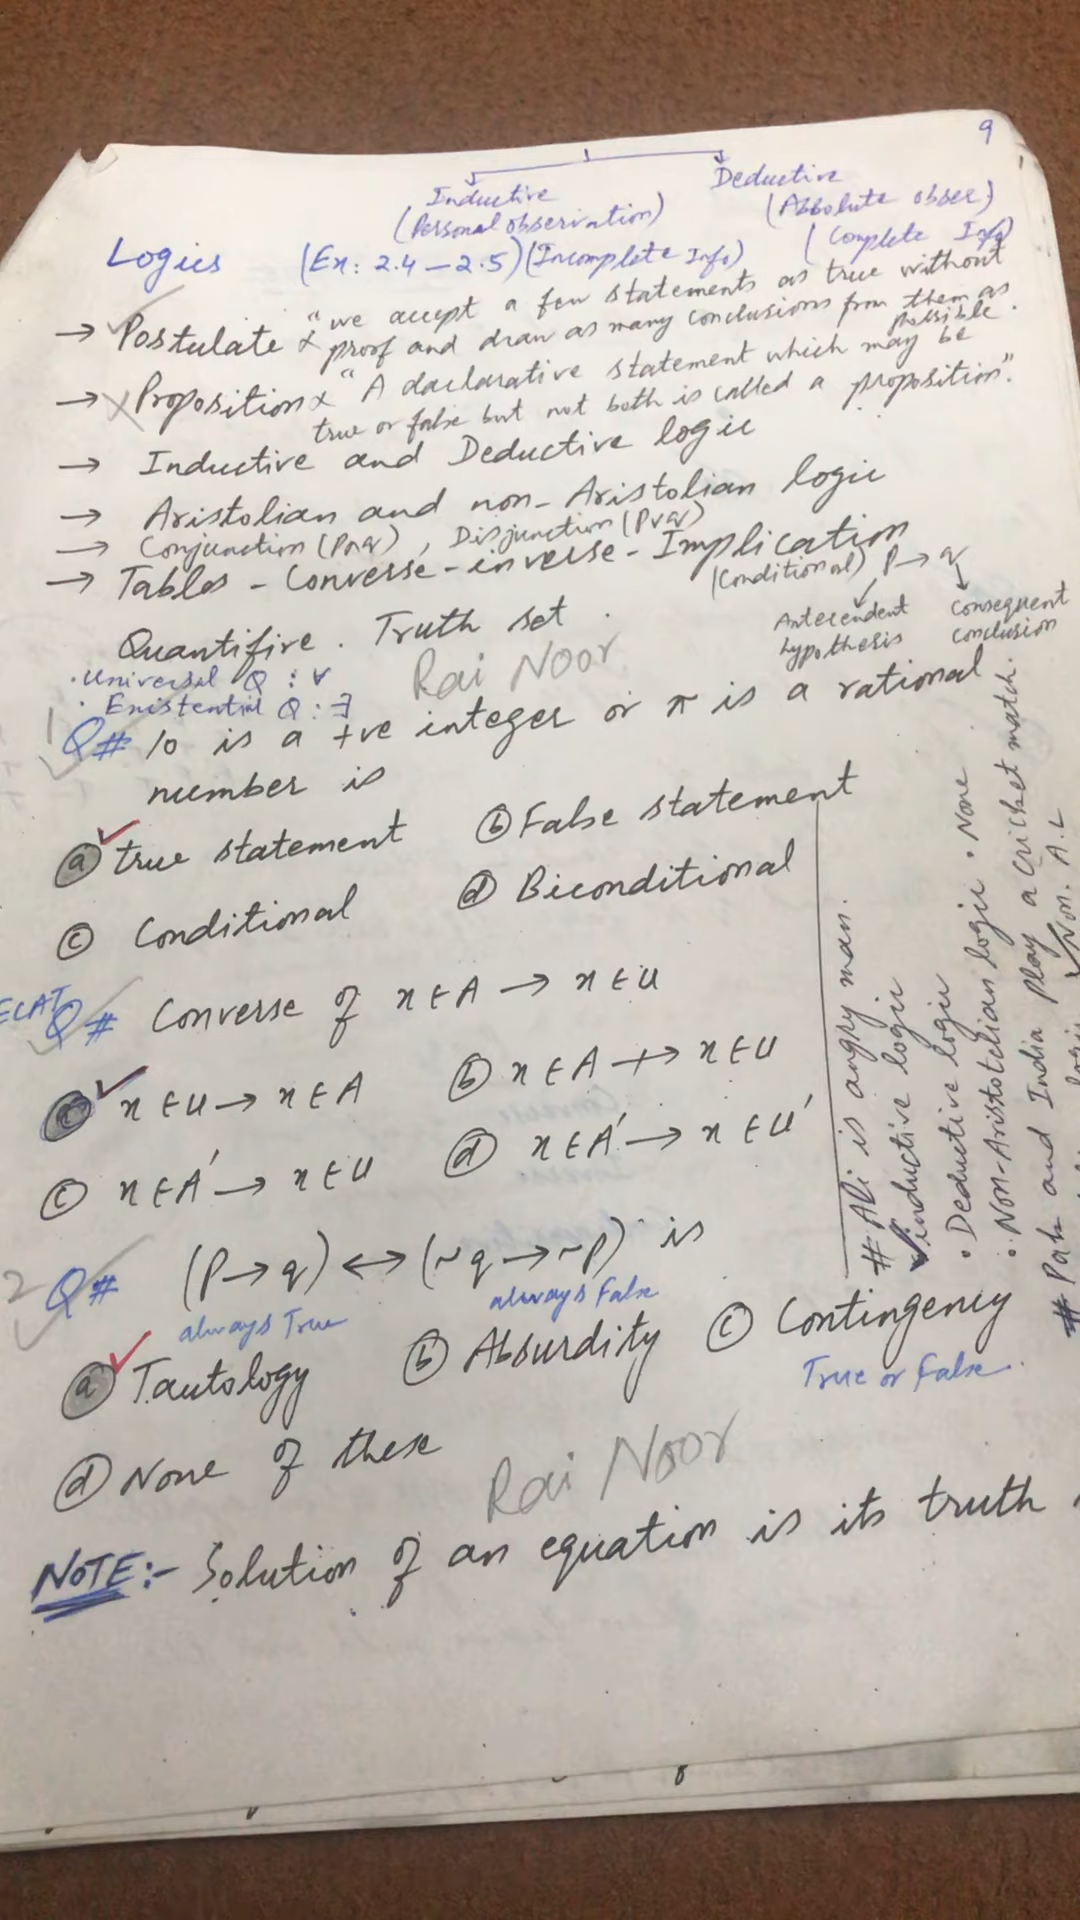 9
Inductive
Deductive
(Personal observation)
(Absolute obser)
Logics (Ex: 2.4 – 2.5) (Incomplete Info)
(Complete Info)
→ Postulate "we accept a few statements as true without
proof and draw as many conclusions from them as
possible.
→ Proposition "A daclarative statement which may be
true or false but not both is called a proposition".
→ Inductive and Deductive logic
→ Aristolian and non-Aristolian logic
→ Conjunction (P∧q), Disjunction (P∨q)
→ Tables - Converse - inverse - Implication
(Conditional) P → q
Antecendent
hypothesis
Consequent
conclusion
Quantifire . Truth set .
. Universal Q : ∀
. Existential Q : ∃
Rai Noor
1 Q# 10 is a +ve integer or π is a rational
number is
ⓐ true statement ⓑ False statement
ⓒ Conditional ⓓ Biconditional
ECAT
Q# Converse of x∈A → x∈U
x∈U → x∈A ⓑ x∈A ↛ x∈U
ⓒ x∈A′ → x∈U ⓓ x∈A′ → x∈U′
2 Q# (P→q) ↔ (~q→~p) is
always True
always False
ⓐ Tautology ⓑ Absurdity ⓒ Contingency
True or False.
ⓓ None of these
Rai Noor
NOTE:- Solution of an equation is its truth
# Ali is angry man.
✓ inductive logic
• Deductive logic
• Non-Aristotelian logic • None
# Pak and India Play a cricket match.
logic ✓ Non. A.L